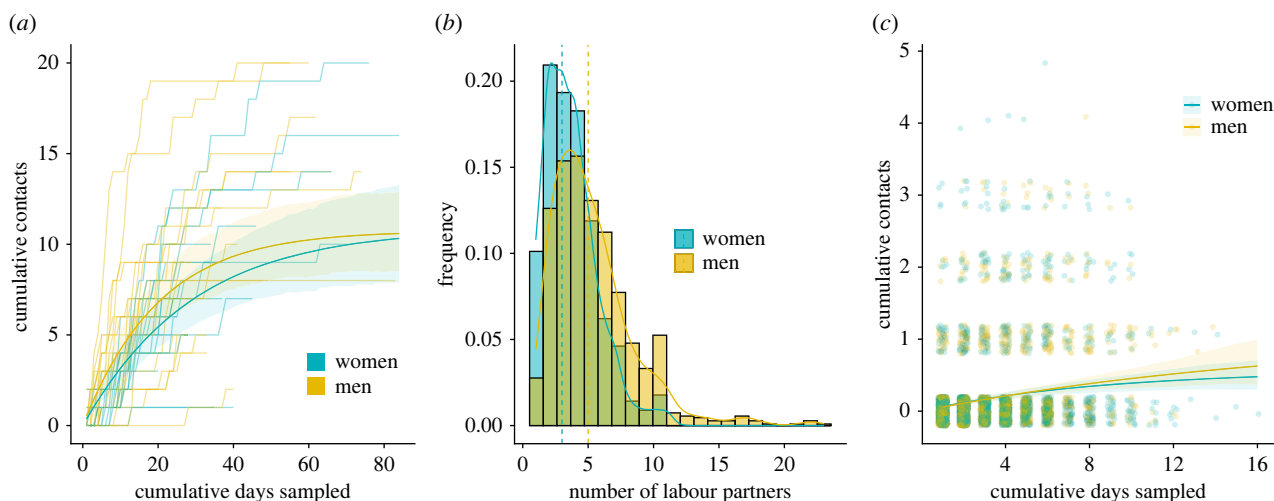 (a)
20
15
10
5
0
cumulative contacts
0 20 40 60 80
cumulative days sampled
women
men
(b)
0.20
0.15
0.10
0.05
0.00
frequency
0 5 10 20
number of labour partners
women
men
(c)
5
4
3
2
1
0
cumulative contacts
4 8 12 16
cumulative days sampled
women
men